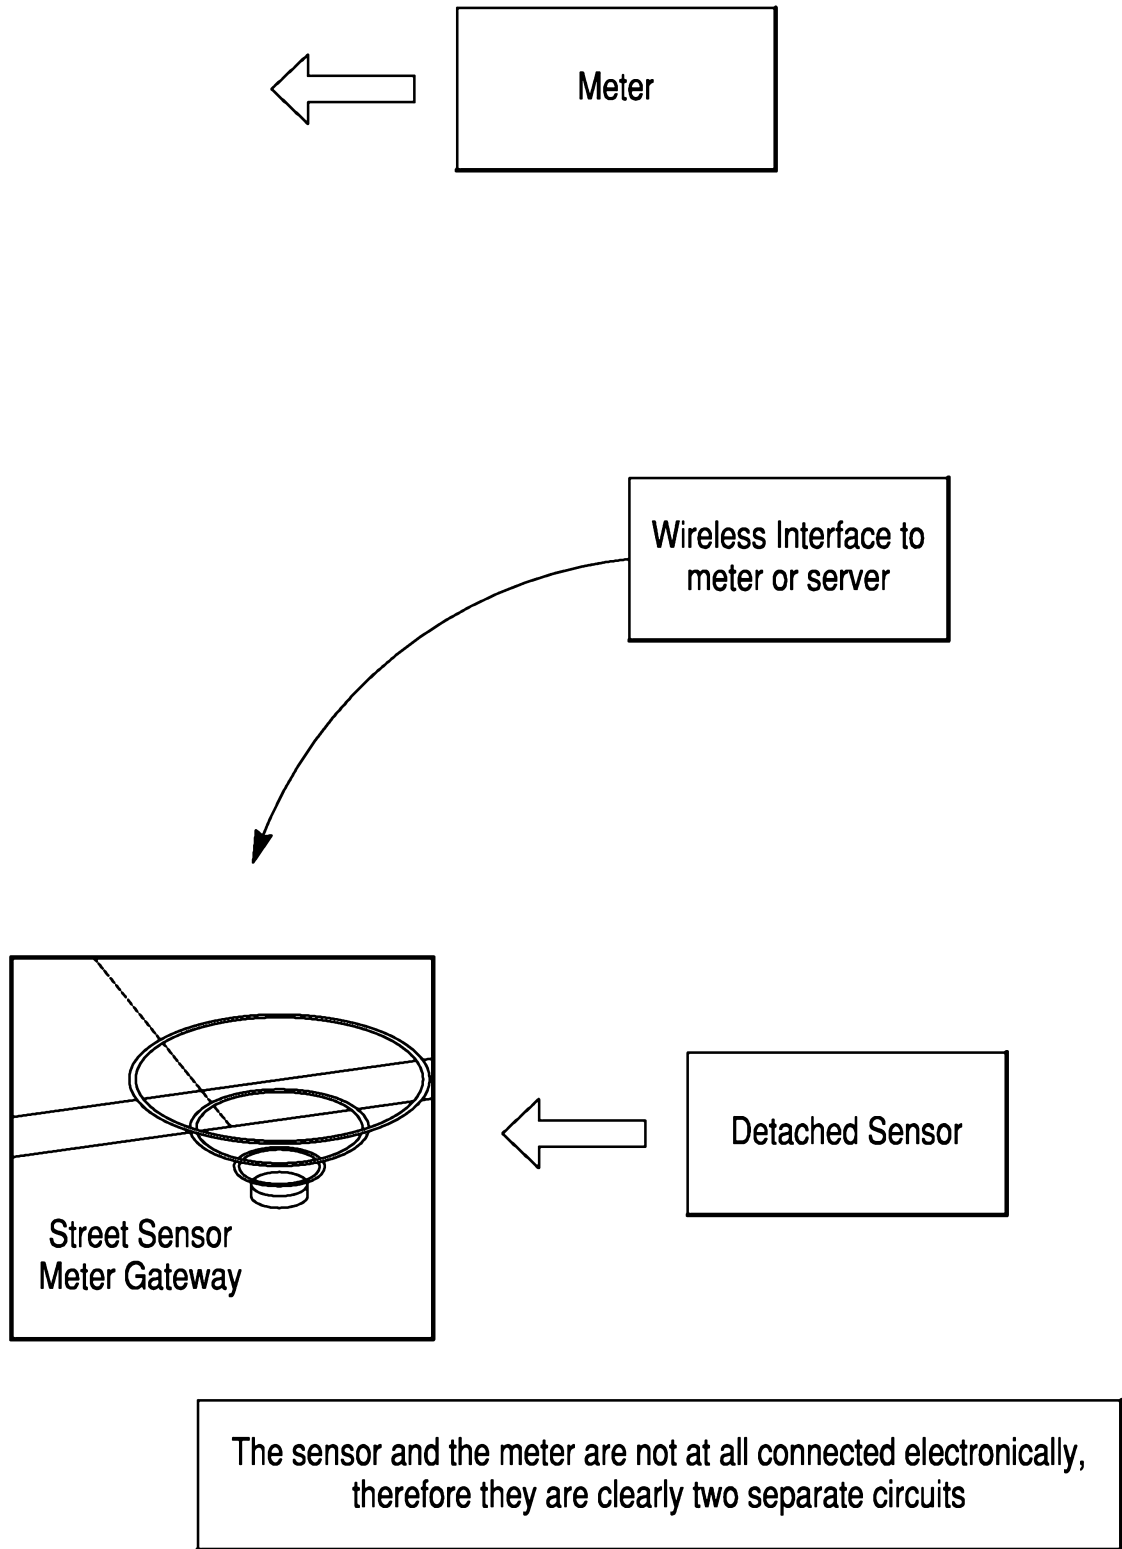 Meter
Wireless Interface to
meter or server
Detached Sensor
Street Sensor
Meter Gateway
The sensor and the meter are not at all connected electronically,
therefore they are clearly two separate circuits